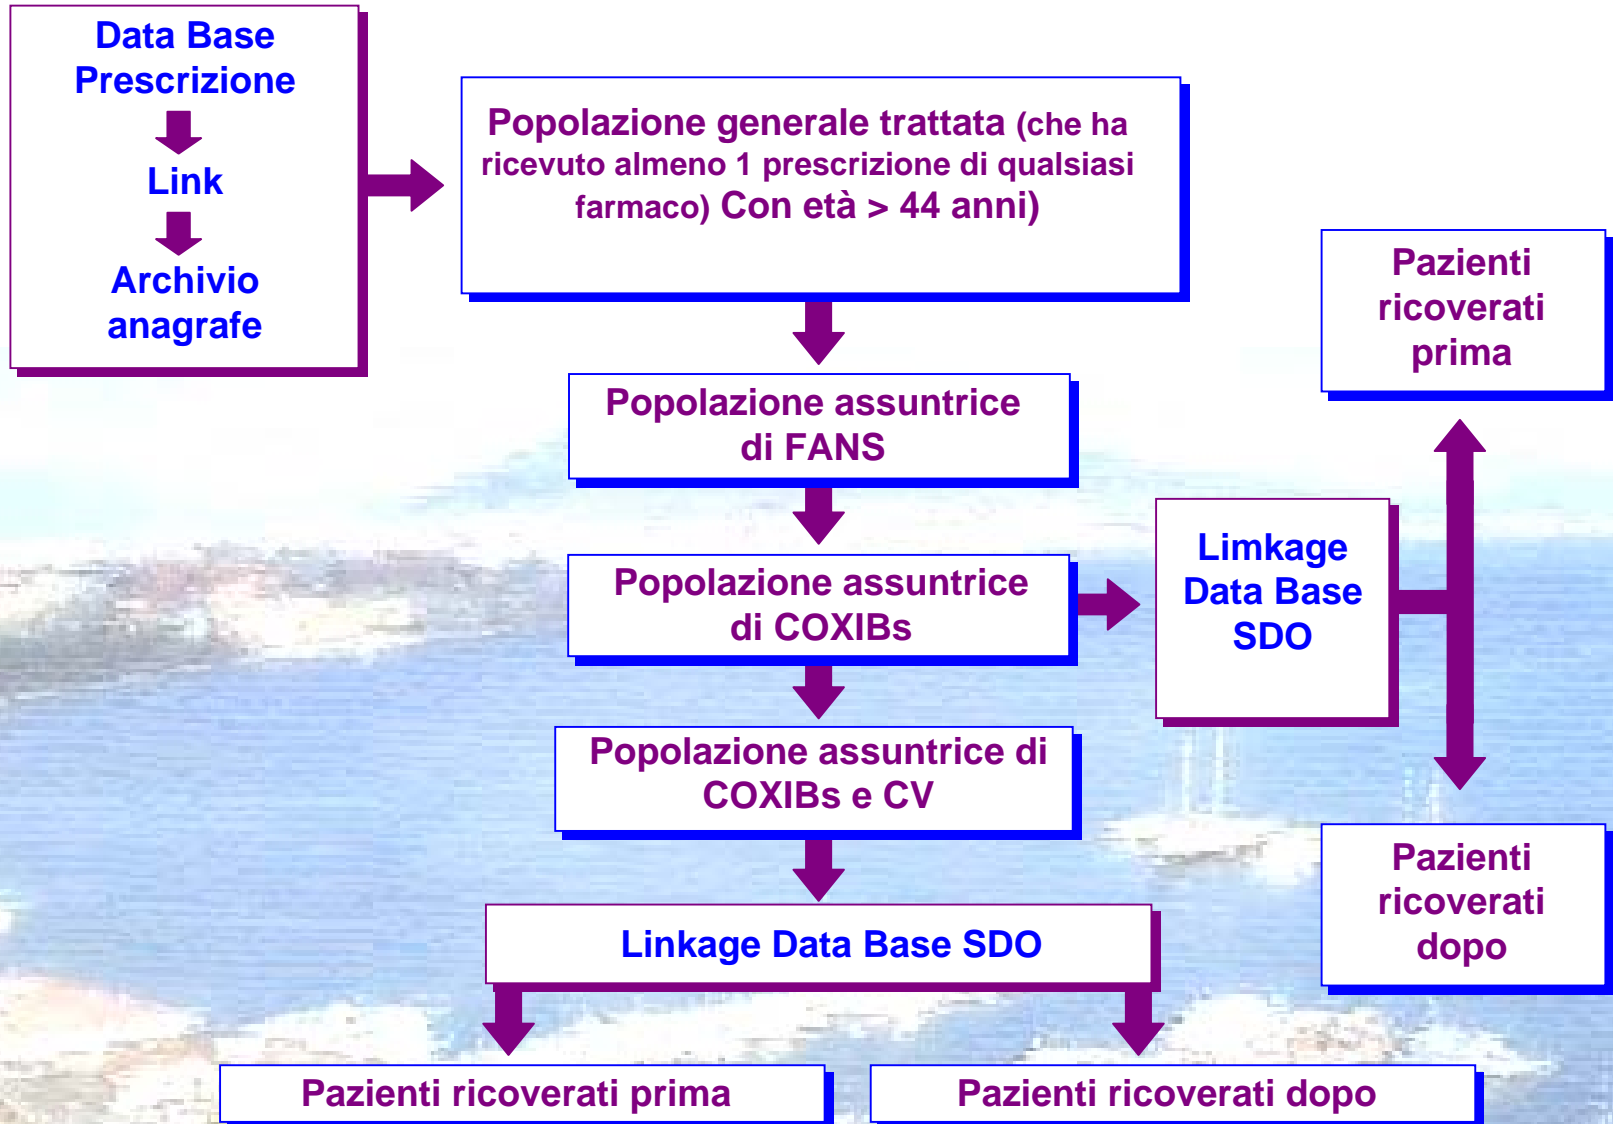 Data Base
Prescrizione
Link
Archivio
anagrafe
Popolazione generale trattata (che ha
ricevuto almeno 1 prescrizione di qualsiasi
farmaco) Con età > 44 anni)
Popolazione assuntrice
di FANS
Popolazione assuntrice
di COXIBs
Limkage
Data Base
SDO
Pazienti
ricoverati
prima
Pazienti
ricoverati
dopo
Popolazione assuntrice di
COXIBs e CV
Linkage Data Base SDO
Pazienti ricoverati prima
Pazienti ricoverati dopo